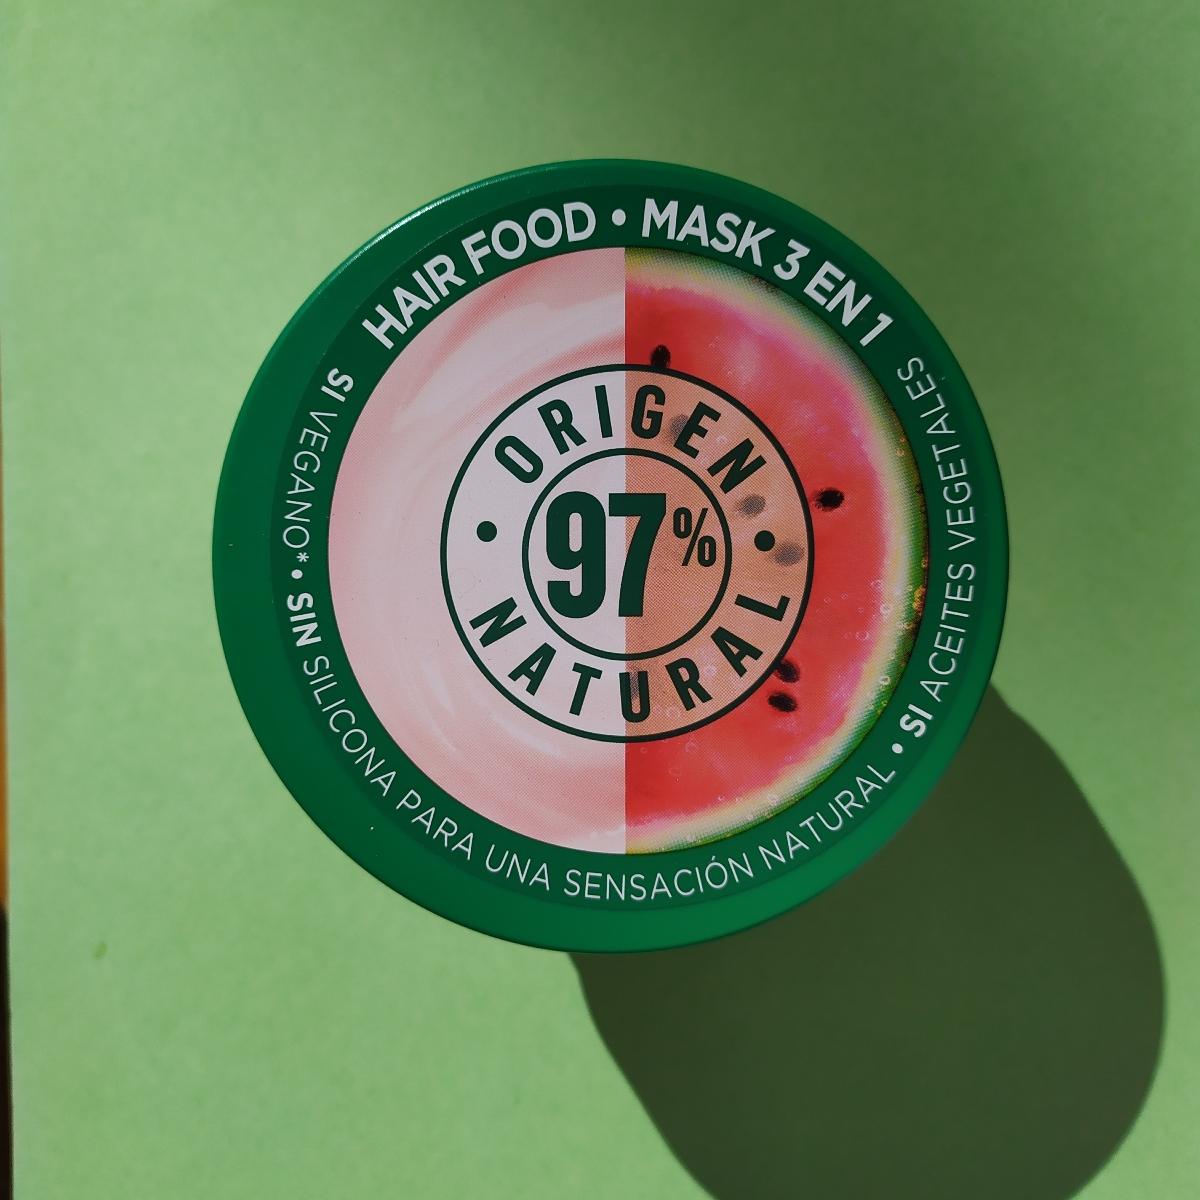 HAIR FOOD • MASK 3 EN 1
SI VEGANO* • SIN SILICONA PARA UNA SENSACIÓN NATURAL • SI ACEITES VEGETALES
ORIGEN
97%
NATURAL